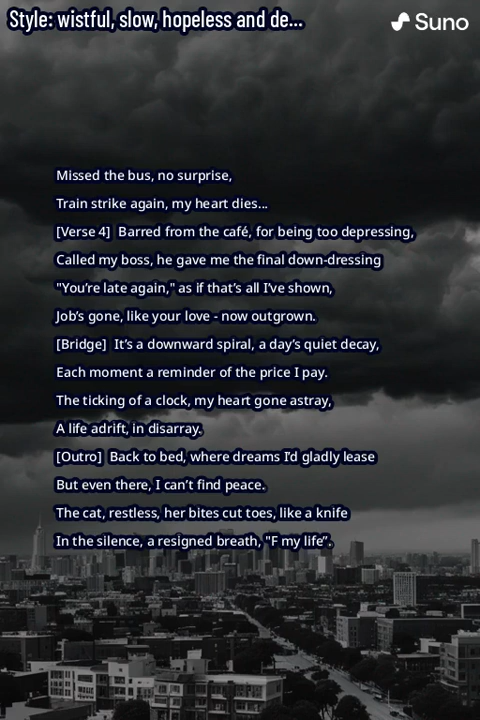 Style: wistful, slow, hopeless and de...
Suno
Missed the bus, no surprise,
Train strike again, my heart dies...
[Verse 4] Barred from the café, for being too depressing,
Called my boss, he gave me the final down-dressing
"You're late again," as if that's all I've shown,
Job's gone, like your love - now outgrown.
[Bridge] It's a downward spiral, a day's quiet decay,
Each moment a reminder of the price I pay.
The ticking of a clock, my heart gone astray,
A life adrift, in disarray.
[Outro] Back to bed, where dreams I'd gladly lease
But even there, I can't find peace.
The cat, restless, her bites cut toes, like a knife
In the silence, a resigned breath, "F my life".